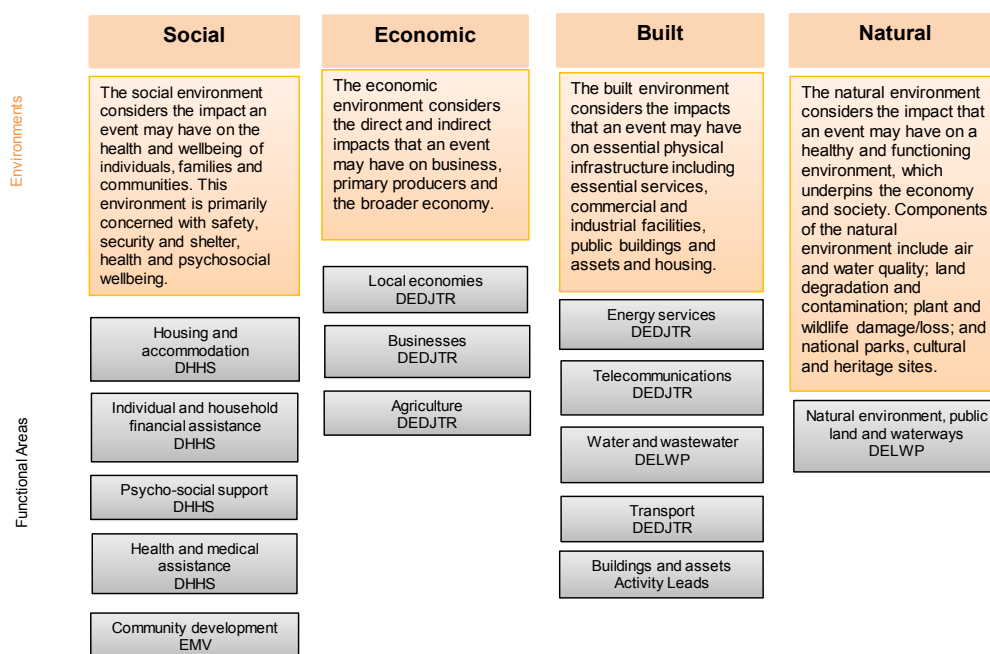 Social
Economic
Built
Natural
Environments
The social environment
considers the impact an
event may have on the
health and wellbeing of
individuals, families and
communities. This
environment is primarily
concerned with safety,
security and shelter,
health and psychosocial
wellbeing.
The economic
environment considers
the direct and indirect
impacts that an event
may have on business,
primary producers and
the broader economy.
The built environment
considers the impacts
that an event may have
on essential physical
infrastructure including
essential services,
commercial and
industrial facilities,
public buildings and
assets and housing.
The natural environment
considers the impact that
an event may have on a
healthy and functioning
environment, which
underpins the economy
and society. Components
of the natural
environment include air
and water quality; land
degradation and
contamination; plant and
wildlife damage/loss; and
national parks, cultural
and heritage sites.
Functional Areas
Housing and
accommodation
DHHS
Individual and household
financial assistance
DHHS
Psycho-social support
DHHS
Health and medical
assistance
DHHS
Community development
EMV
Local economies
DEDJTR
Businesses
DEDJTR
Agriculture
DEDJTR
Energy services
DEDJTR
Telecommunications
DEDJTR
Water and wastewater
DELWP
Transport
DEDJTR
Buildings and assets
Activity Leads
Natural environment, public
land and waterways
DELWP